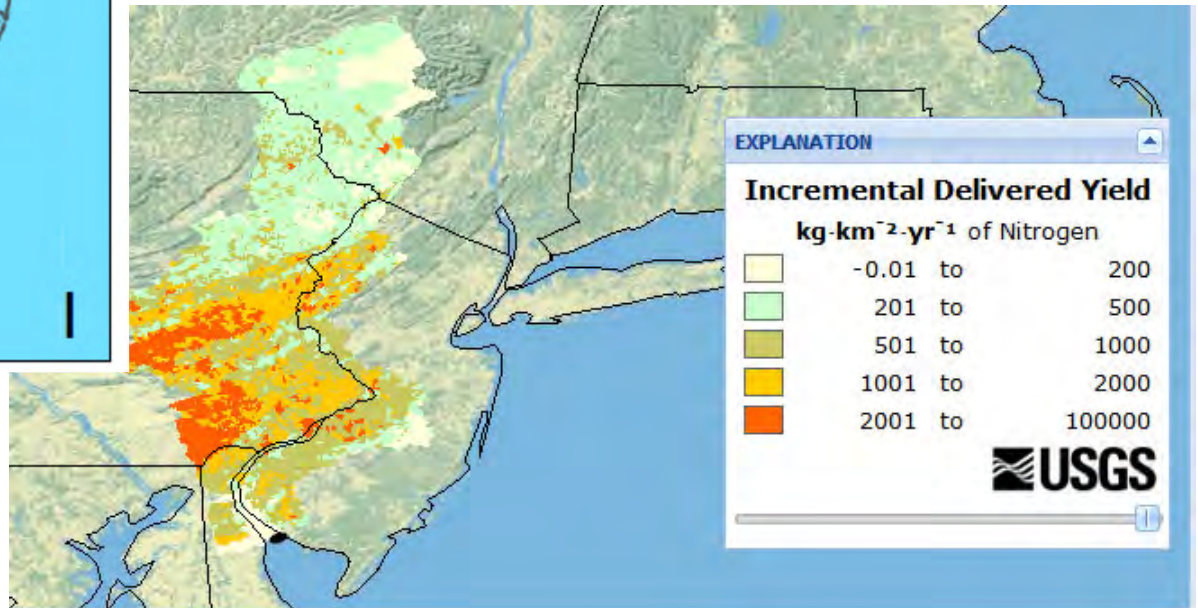 EXPLANATION
Incremental Delivered Yield
kg·km⁻²·yr⁻¹ of Nitrogen
-0.01 to 200
201 to 500
501 to 1000
1001 to 2000
2001 to 100000
USGS